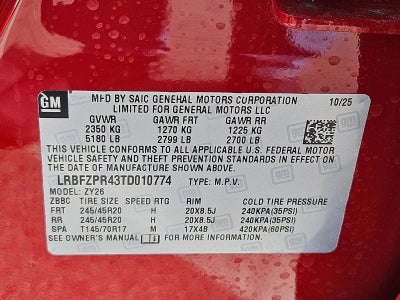 GM
MFD BY SAIC GENERAL MOTORS CORPORATION 10/25
LIMITED FOR GENERAL MOTORS LLC
GVWR GAWR FRT GAWR RR
2350 KG 1270 KG 1225 KG
5180 LB 2799 LB 2700 LB
THIS VEHICLE CONFORMS TO ALL APPLICABLE U.S. FEDERAL
MOTOR VEHICLE SAFETY AND THEFT PREVENTION STANDARDS
IN EFFECT ON THE DATE OF MANUFACTURE SHOWN ABOVE.
LRBFZPR43TD010774 TYPE: M.P.V.
MODEL: ZY26
ZBBC TIRE SIZE SPEED RTG RIM COLD TIRE PRESSURE
FRT 245/45R20 H 20X8.5J 240KPA(35PSI)
RR 245/45R20 H 20X8.5J 240KPA(35PSI)
SPA T145/70R17 M 17X4B 420KPA(60PSI)
SEE OWNER'S MANUAL FOR MORE INFORMATION.